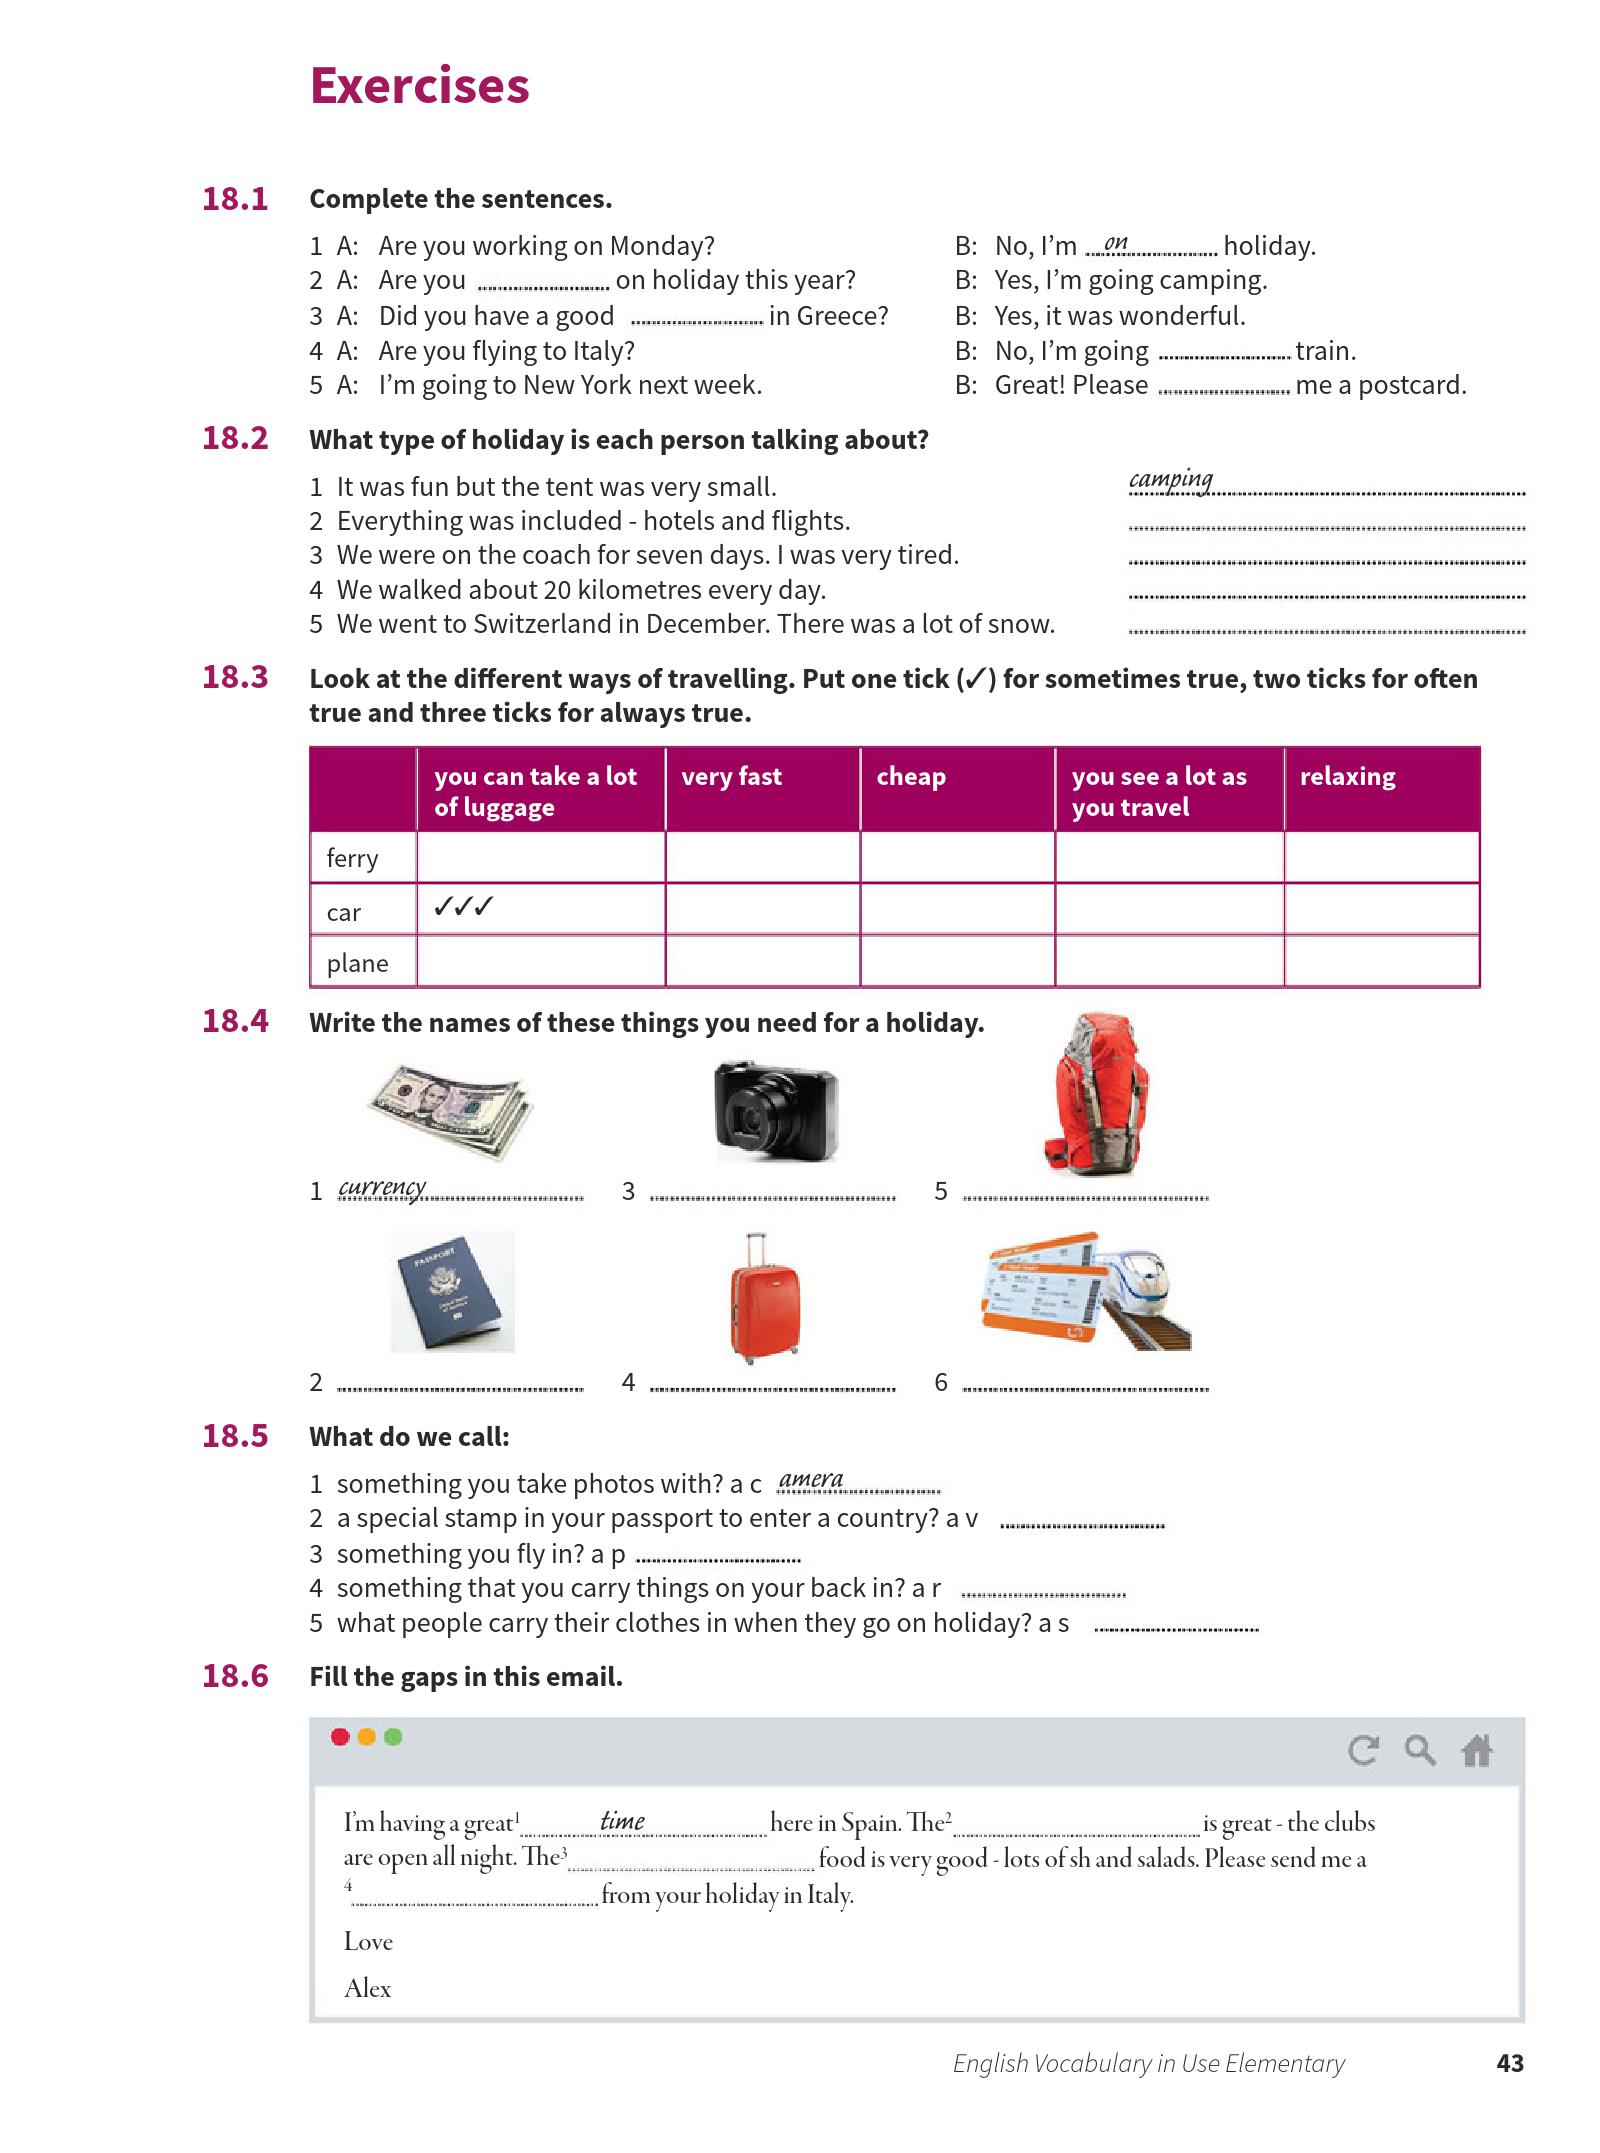 Exercises
18.1 Complete the sentences.
1 A: Are you working on Monday? B: No, I'm on holiday.
2 A: Are you ........ on holiday this year? B: Yes, I'm going camping.
3 A: Did you have a good ........ in Greece? B: Yes, it was wonderful.
4 A: Are you flying to Italy? B: No, I'm going ........ train.
5 A: I'm going to New York next week. B: Great! Please ........ me a postcard.
18.2 What type of holiday is each person talking about?
1 It was fun but the tent was very small. camping
2 Everything was included - hotels and flights.
3 We were on the coach for seven days. I was very tired.
4 We walked about 20 kilometres every day.
5 We went to Switzerland in December. There was a lot of snow.
18.3 Look at the different ways of travelling. Put one tick (✓) for sometimes true, two ticks for often
true and three ticks for always true.
you can take a lot of luggage very fast cheap you see a lot as you travel relaxing
ferry
car ✓✓✓
plane
18.4 Write the names of these things you need for a holiday.
PASSPORT
1 currency 3 ........ 5 ........
2 ........ 4 ........ 6 ........
18.5 What do we call:
1 something you take photos with? a c amera
2 a special stamp in your passport to enter a country? a v ........
3 something you fly in? a p ........
4 something that you carry things on your back in? a r ........
5 what people carry their clothes in when they go on holiday? a s ........
18.6 Fill the gaps in this email.
I'm having a great¹ time here in Spain. The² ........ is great - the clubs
are open all night. The³ ........ food is very good - lots of sh and salads. Please send me a
⁴ ........ from your holiday in Italy.
Love
Alex
English Vocabulary in Use Elementary 43